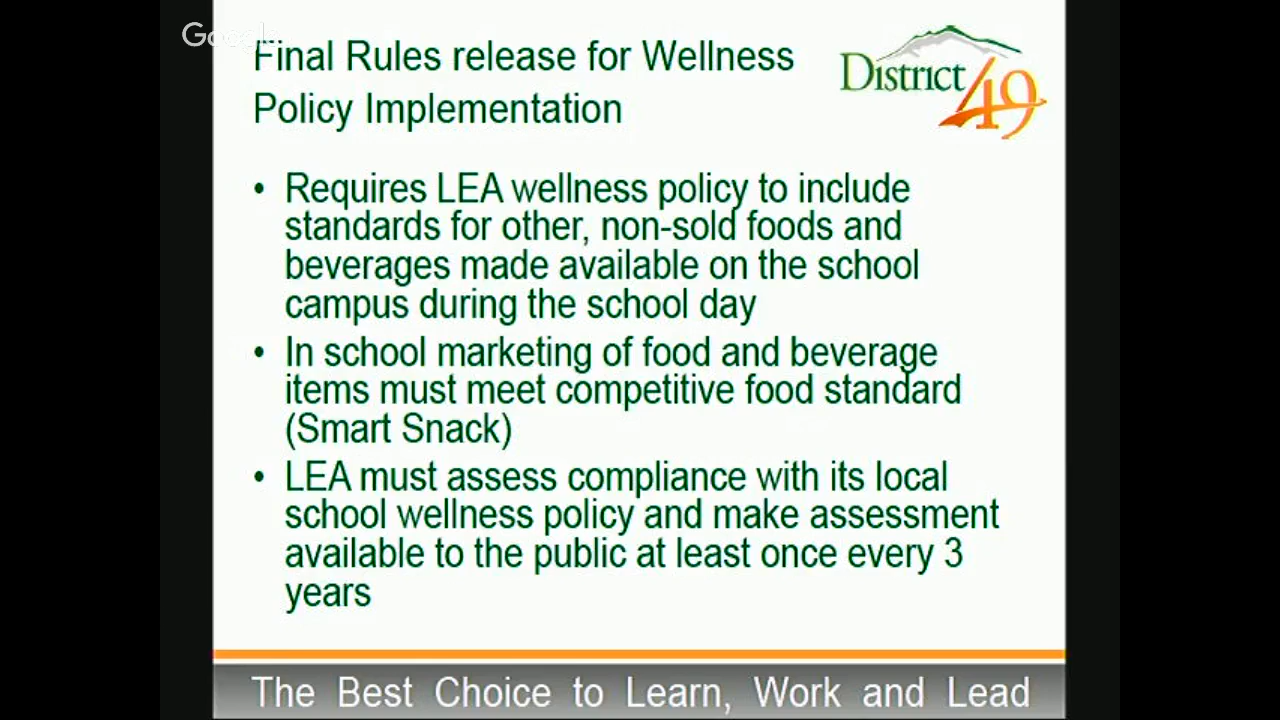 Google
Final Rules release for Wellness
Policy Implementation
District
49
• Requires LEA wellness policy to include
standards for other, non-sold foods and
beverages made available on the school
campus during the school day
• In school marketing of food and beverage
items must meet competitive food standard
(Smart Snack)
• LEA must assess compliance with its local
school wellness policy and make assessment
available to the public at least once every 3
years
The Best Choice to Learn, Work and Lead